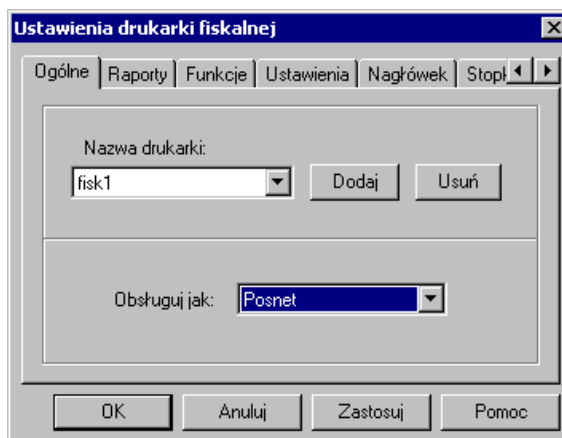 Ustawienia drukarki fiskalnej
Ogólne Raporty Funkcje Ustawienia Nagłówek
Nazwa drukarki:
fisk1 Dodaj Usuń
Obsługuj jak: Posnet
OK Anuluj Zastosuj Pomoc